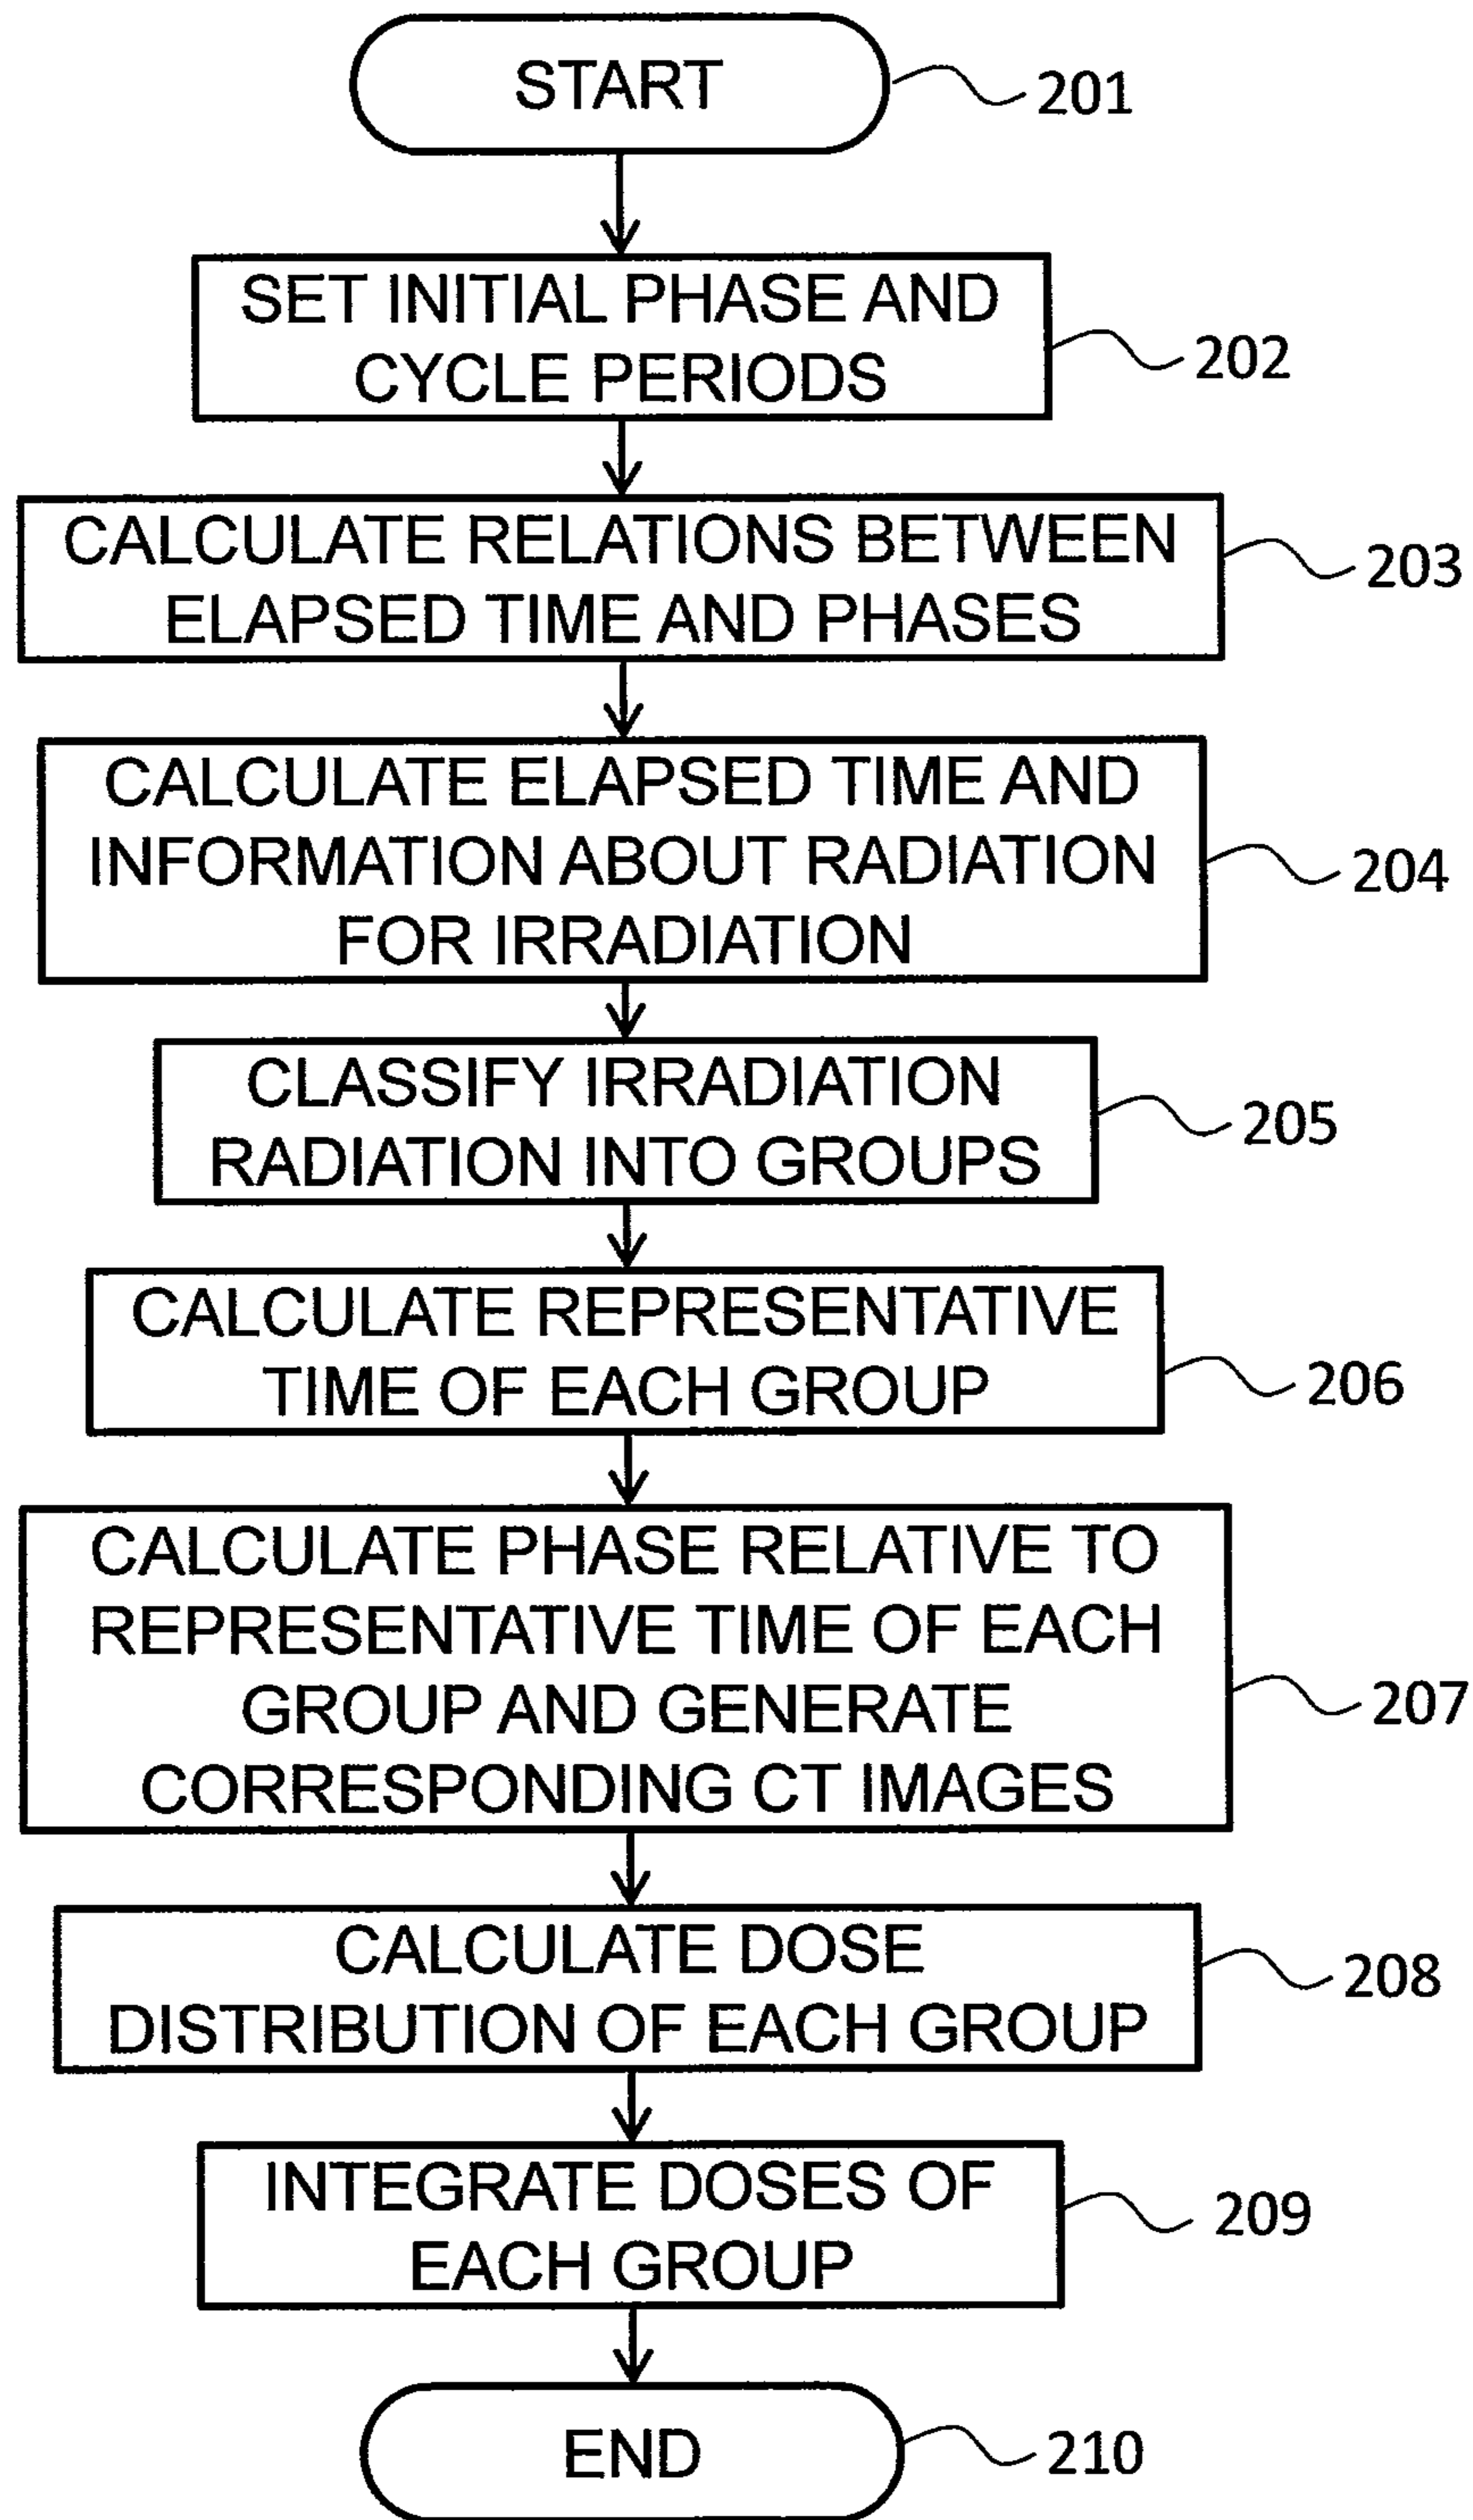 START
201
SET INITIAL PHASE AND
CYCLE PERIODS
202
CALCULATE RELATIONS BETWEEN
ELAPSED TIME AND PHASES
203
CALCULATE ELAPSED TIME AND
INFORMATION ABOUT RADIATION
FOR IRRADIATION
204
CLASSIFY IRRADIATION
RADIATION INTO GROUPS
205
CALCULATE REPRESENTATIVE
TIME OF EACH GROUP
206
CALCULATE PHASE RELATIVE TO
REPRESENTATIVE TIME OF EACH
GROUP AND GENERATE
CORRESPONDING CT IMAGES
207
CALCULATE DOSE
DISTRIBUTION OF EACH GROUP
208
INTEGRATE DOSES OF
EACH GROUP
209
END
210